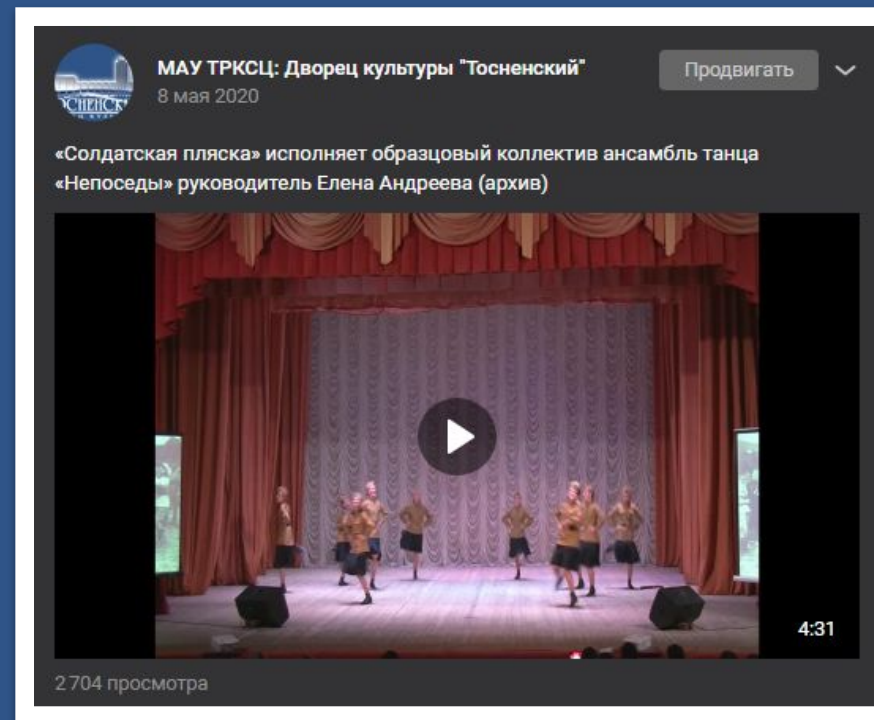 МАУ ТРКСЦ: Дворец культуры "Тосненский"
Продвигать
8 мая 2020
«Солдатская пляска» исполняет образцовый коллектив ансамбль танца
«Непоседы» руководитель Елена Андреева (архив)
4:31
2 704 просмотра